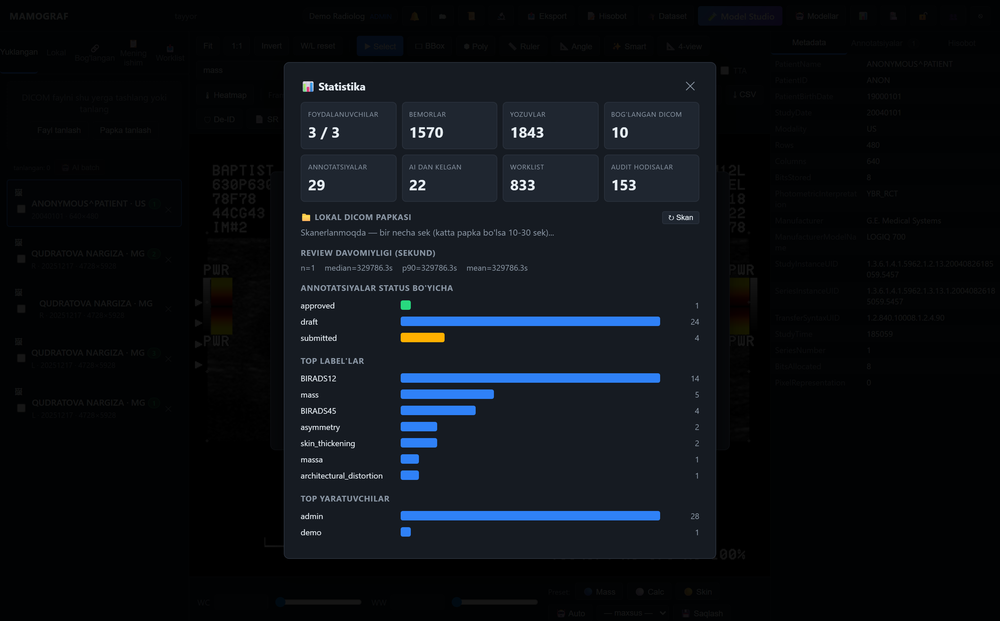 MAMOGRAF
tayyor
Demo Radiolog ADMIN
Eksport
Hisobot
Dataset
Model Studio
Modellar
Yuklangan
Lokal
Bog'langan
Mening ishim
Worklist
Fit
1:1
Invert
W/L reset
Select
BBox
Poly
Ruler
Angle
Smart
4-view
Metadata
Annotatsiyalar 1
Hisobot
mass
TTA
Heatmap
CSV
De-ID
SR
DICOM faylni shu yerga tashlang yoki
tanlang
Fayl tanlash
Papka tanlash
tanlangan: 0
AI batch
ANONYMOUS^PATIENT · US 1
20040101 · 640×480
QUDRATOVA NARGIZA · MG 2
R · 20251217 · 4728×5928
QUDRATOVA NARGIZA · MG
R · 20251217 · 4728×5928
QUDRATOVA NARGIZA · MG 3
L · 20251217 · 4728×5928
QUDRATOVA NARGIZA · MG 1
L · 20251217 · 4728×5928
BAPTIST
630P630
78F78
44CG43
IM#2
PWR
PWR
Statistika
FOYDALANUVCHILAR
3 / 3
BEMORLAR
1570
YOZUVLAR
1843
BOG'LANGAN DICOM
10
ANNOTATSIYALAR
29
AI DAN KELGAN
22
WORKLIST
833
AUDIT HODISALAR
153
LOKAL DICOM PAPKASI
Skan
Skanerlanmoqda — bir necha sek (katta papka bo'lsa 10-30 sek)...
REVIEW DAVOMIYLIGI (SEKUND)
n=1 median=329786.3s p90=329786.3s mean=329786.3s
ANNOTATSIYALAR STATUS BO'YICHA
approved 1
draft 24
submitted 4
TOP LABEL'LAR
BIRADS12 14
mass 5
BIRADS45 4
asymmetry 2
skin_thickening 2
massa 1
architectural_distortion 1
TOP YARATUVCHILAR
admin 28
demo 1
PWR
PWR
00%
PatientName ANONYMOUS^PATIENT
PatientID ANON
PatientBirthDate 19000101
StudyDate 20040101
Modality US
Rows 480
Columns 640
BitsStored 8
PhotometricInterpretation YBR_RCT
Manufacturer G.E. Medical Systems
ManufacturerModelName LOGIQ 700
StudyInstanceUID 1.3.6.1.4.1.5962.1.2.13.20040826185059.5457
SeriesInstanceUID 1.3.6.1.4.1.5962.1.3.13.1.20040826185059.5457
TransferSyntaxUID 1.2.840.10008.1.2.4.90
StudyTime 185059
SeriesNumber 1
BitsAllocated 8
PixelRepresentation 0
WC
WW
Preset:
Mass
Calc
Skin
Auto
— maxsus —
Saqlash